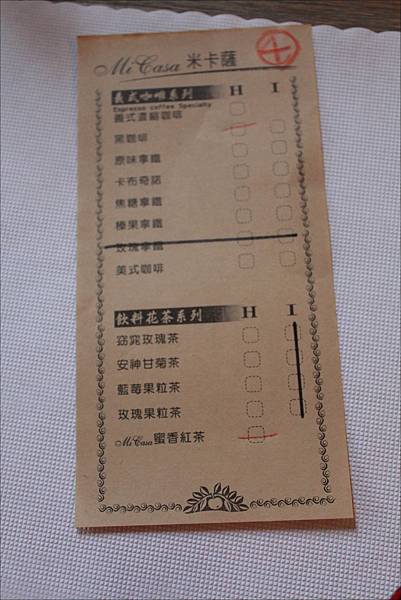 Mi Casa 米卡薩 十
義式咖啡系列 H I
Espresso coffee Specialty
義式濃縮咖啡
黑咖啡
原味拿鐵
卡布奇諾
焦糖拿鐵
榛果拿鐵
玫瑰拿鐵
美式咖啡
飲料花茶系列 H I
窈窕玫瑰茶
安神甘菊茶
藍莓果粒茶
玫瑰果粒茶
Mi Casa 蜜香紅茶